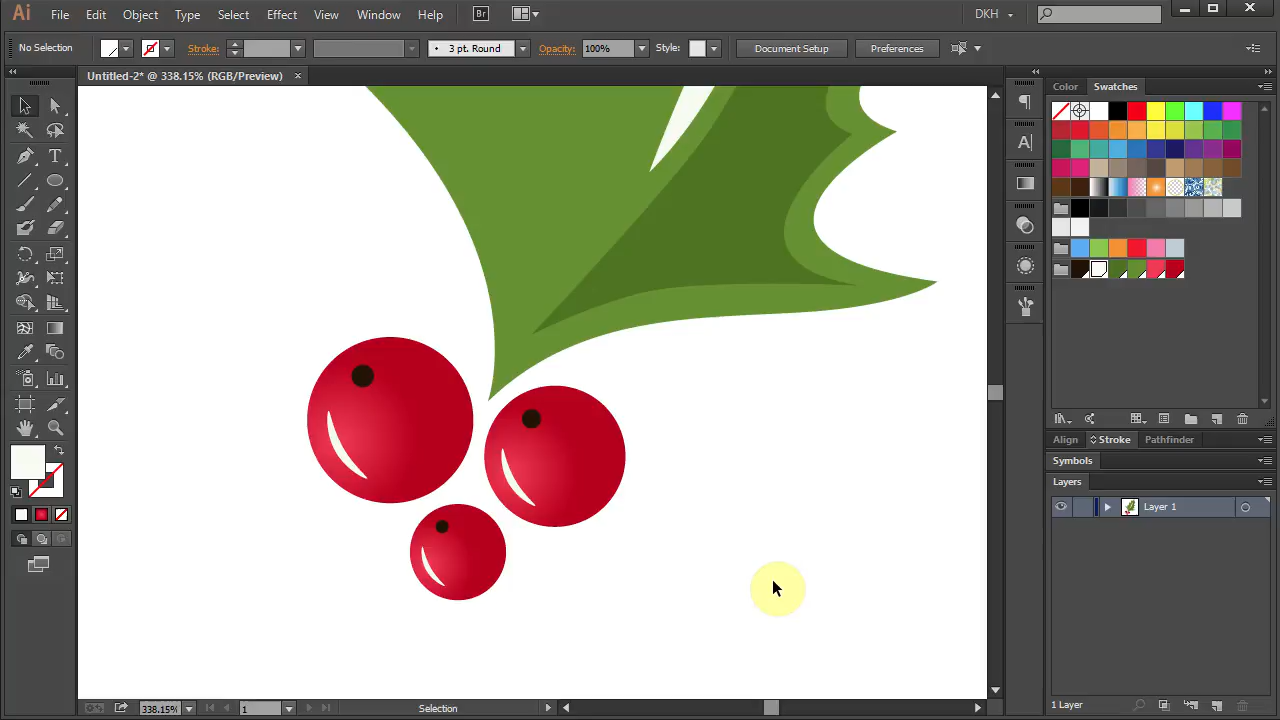 Ai File Edit Object Type Select Effect View Window Help Br DKH
No Selection Stroke: 3 pt. Round Opacity: 100% Style: Document Setup Preferences
Untitled-2* @ 338.15% (RGB/Preview)
Color Swatches
Align Stroke Pathfinder
Symbols
Layers
Layer 1
1 Layer
338.15% 1 Selection